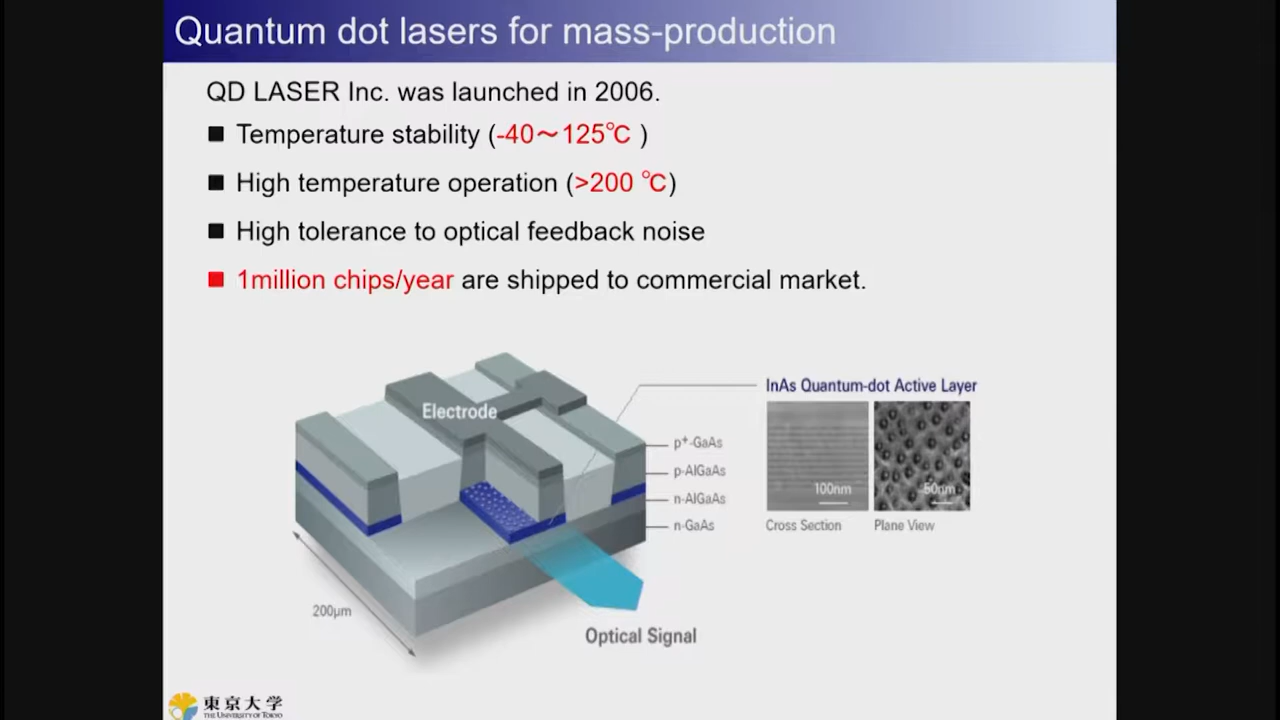 Quantum dot lasers for mass-production
QD LASER Inc. was launched in 2006.
■ Temperature stability (-40～125℃ )
■ High temperature operation (>200 ℃)
■ High tolerance to optical feedback noise
■ 1million chips/year are shipped to commercial market.
Electrode
InAs Quantum-dot Active Layer
p⁺-GaAs
p-AlGaAs
n-AlGaAs
n-GaAs
100nm
50nm
Cross Section
Plane View
200μm
Optical Signal
東京大学
THE UNIVERSITY OF TOKYO